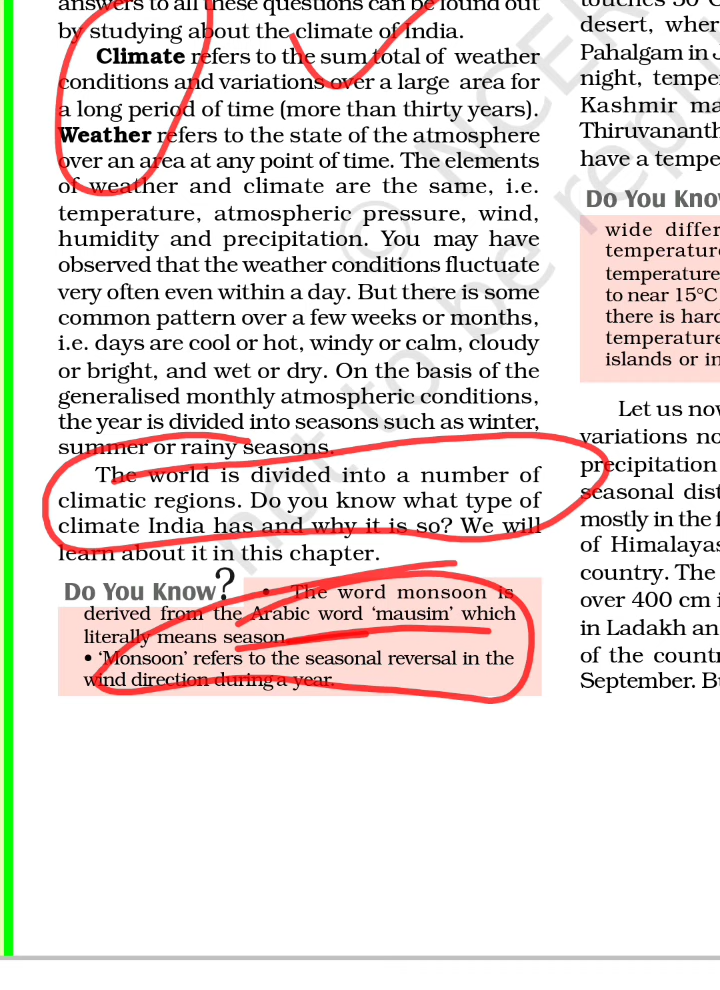 answers to all these questions can be found out
by studying about the climate of India.
Climate refers to the sum total of weather
conditions and variations over a large area for
a long period of time (more than thirty years).
Weather refers to the state of the atmosphere
over an area at any point of time. The elements
of weather and climate are the same, i.e.
temperature, atmospheric pressure, wind,
humidity and precipitation. You may have
observed that the weather conditions fluctuate
very often even within a day. But there is some
common pattern over a few weeks or months,
i.e. days are cool or hot, windy or calm, cloudy
or bright, and wet or dry. On the basis of the
generalised monthly atmospheric conditions,
the year is divided into seasons such as winter,
summer or rainy seasons.
The world is divided into a number of
climatic regions. Do you know what type of
climate India has and why it is so? We will
learn about it in this chapter.
Do You Know? • The word monsoon is
derived from the Arabic word ‘mausim’ which
literally means season.
• ‘Monsoon’ refers to the seasonal reversal in the
wind direction during a year.
desert, wher
Pahalgam in J
night, tempe
Kashmir ma
Thiruvananth
have a tempe
Do You Know
wide differ
temperature
temperature
to near 15°C
there is hard
temperature
islands or in
Let us now
variations no
precipitation
seasonal dist
mostly in the f
of Himalayas
country. The
over 400 cm i
in Ladakh an
of the countr
September. Bu
not to be repu